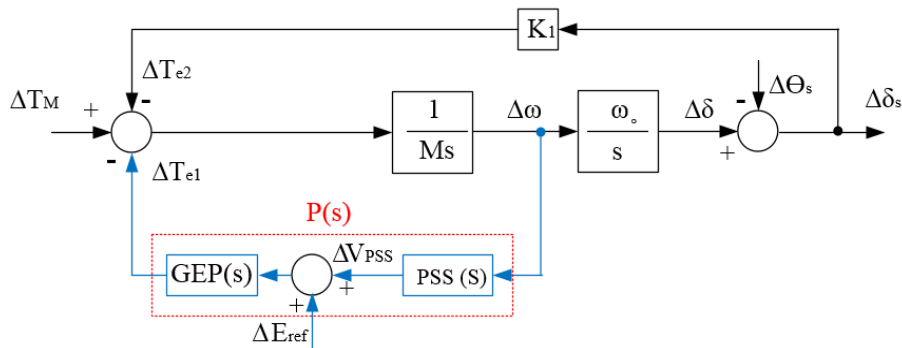 K₁
ΔTe2
ΔTM
+
-
-
ΔTe1
1
Ms
Δω
ω∘
s
Δδ
+
-
ΔΘs
Δδs
P(s)
GEP(s)
ΔVPSS
+
+
PSS (S)
ΔEref